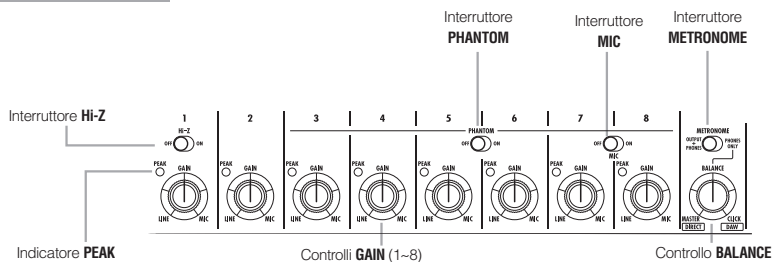 Interruttore
PHANTOM
Interruttore
MIC
Interruttore
METRONOME
Interruttore Hi-Z
1 2 3 4 5 6 7 8
Hi-Z
OFF ON
PHANTOM
OFF ON
OFF ON
MIC
METRONOME
OUTPUT + PHONES
PHONES ONLY
PEAK GAIN PEAK GAIN PEAK GAIN PEAK GAIN PEAK GAIN PEAK GAIN PEAK GAIN PEAK GAIN BALANCE
LINE MIC LINE MIC LINE MIC LINE MIC LINE MIC LINE MIC LINE MIC LINE MIC MASTER CLICK
DIRECT DAW
Indicatore PEAK
Controlli GAIN (1~8)
Controllo BALANCE